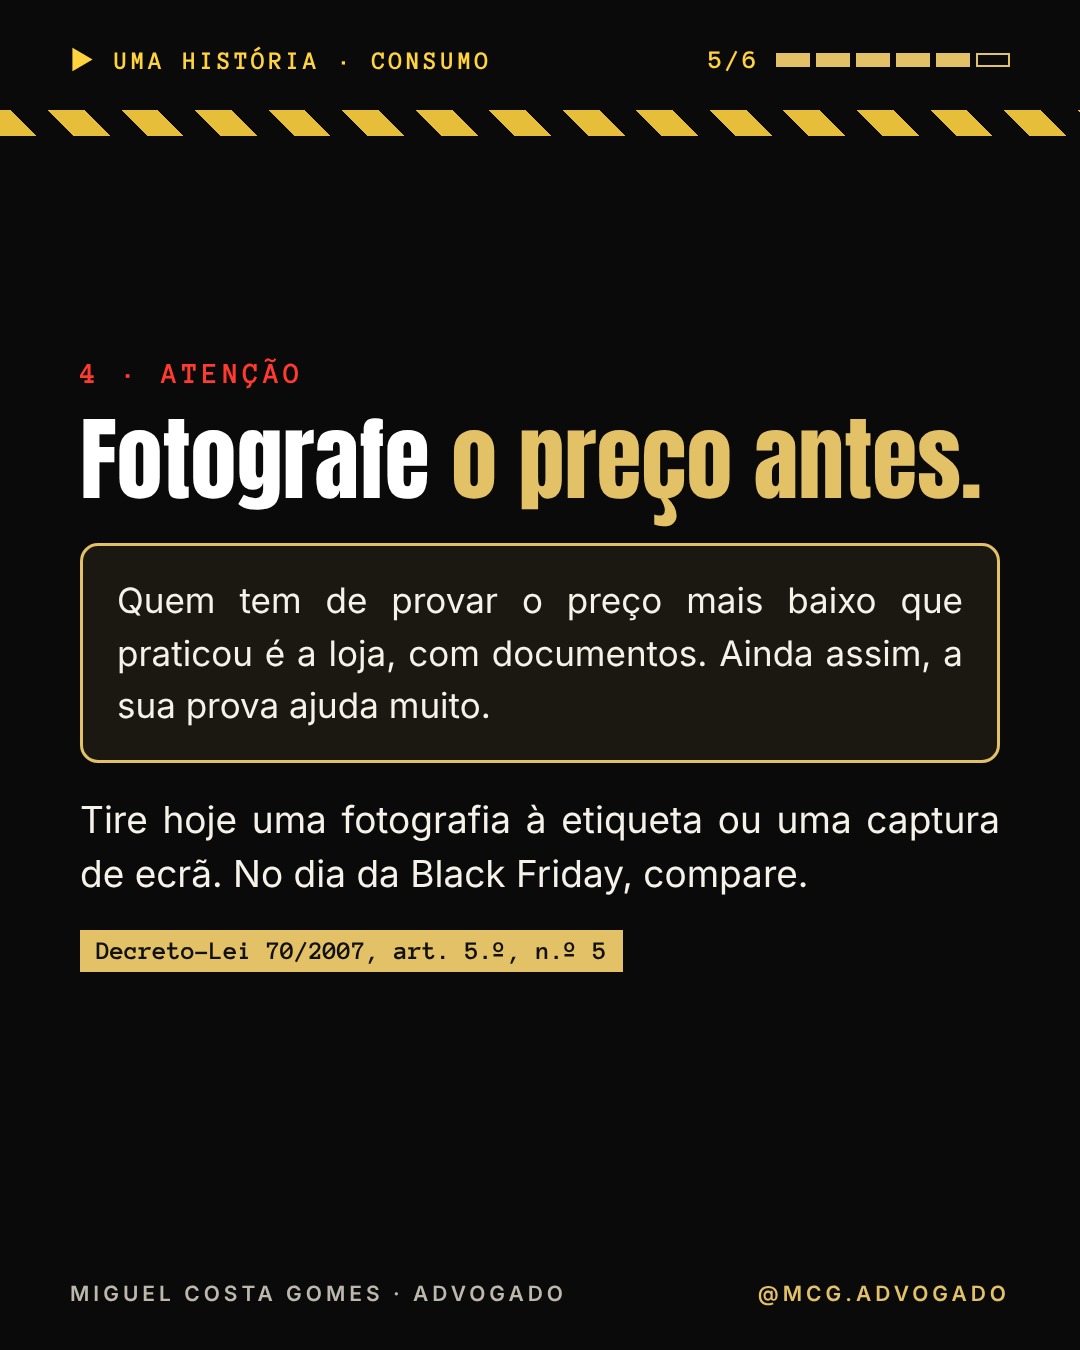 ▶ UMA HISTÓRIA · CONSUMO
5/6
4 · ATENÇÃO
Fotografe o preço antes.
Quem tem de provar o preço mais baixo que
praticou é a loja, com documentos. Ainda assim, a
sua prova ajuda muito.
Tire hoje uma fotografia à etiqueta ou uma captura
de ecrã. No dia da Black Friday, compare.
Decreto-Lei 70/2007, art. 5.º, n.º 5
MIGUEL COSTA GOMES · ADVOGADO
@MCG.ADVOGADO